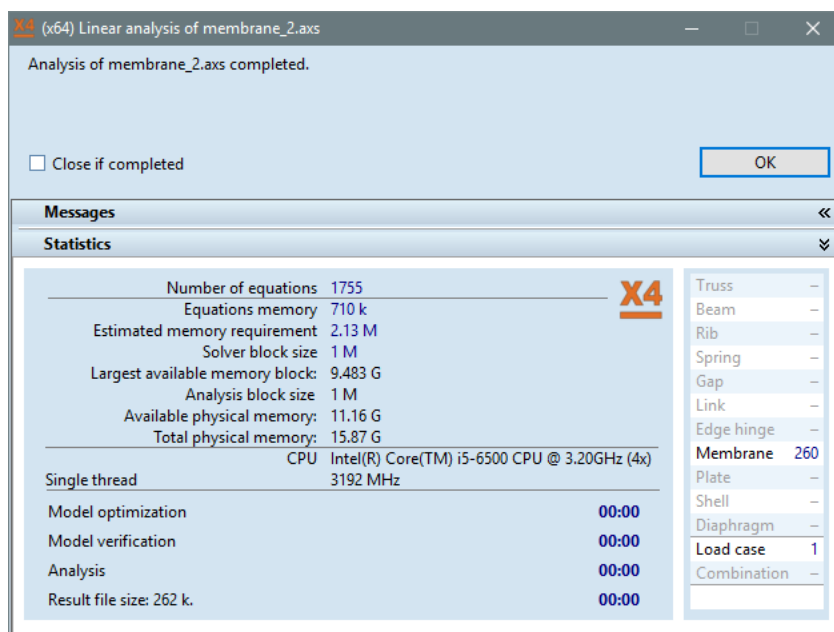 X4 (x64) Linear analysis of membrane_2.axs
Analysis of membrane_2.axs completed.
Close if completed
OK
Messages
Statistics
Number of equations 1755
Equations memory 710 k
Estimated memory requirement 2.13 M
Solver block size 1 M
Largest available memory block: 9.483 G
Analysis block size 1 M
Available physical memory: 11.16 G
Total physical memory: 15.87 G
CPU Intel(R) Core(TM) i5-6500 CPU @ 3.20GHz (4x)
Single thread 3192 MHz
Model optimization 00:00
Model verification 00:00
Analysis 00:00
Result file size: 262 k. 00:00
X4
Truss –
Beam –
Rib –
Spring –
Gap –
Link –
Edge hinge –
Membrane 260
Plate –
Shell –
Diaphragm –
Load case 1
Combination –